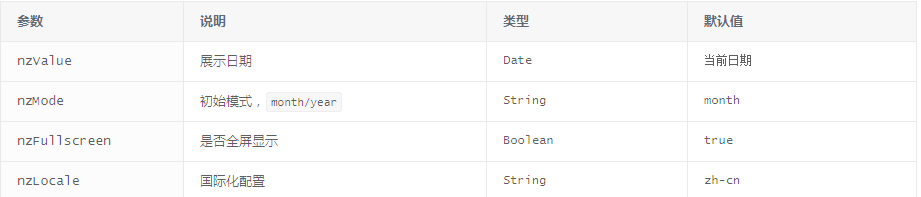 参数 说明 类型 默认值
nzValue 展示日期 Date 当前日期
nzMode 初始模式，month/year String month
nzFullscreen 是否全屏显示 Boolean true
nzLocale 国际化配置 String zh-cn